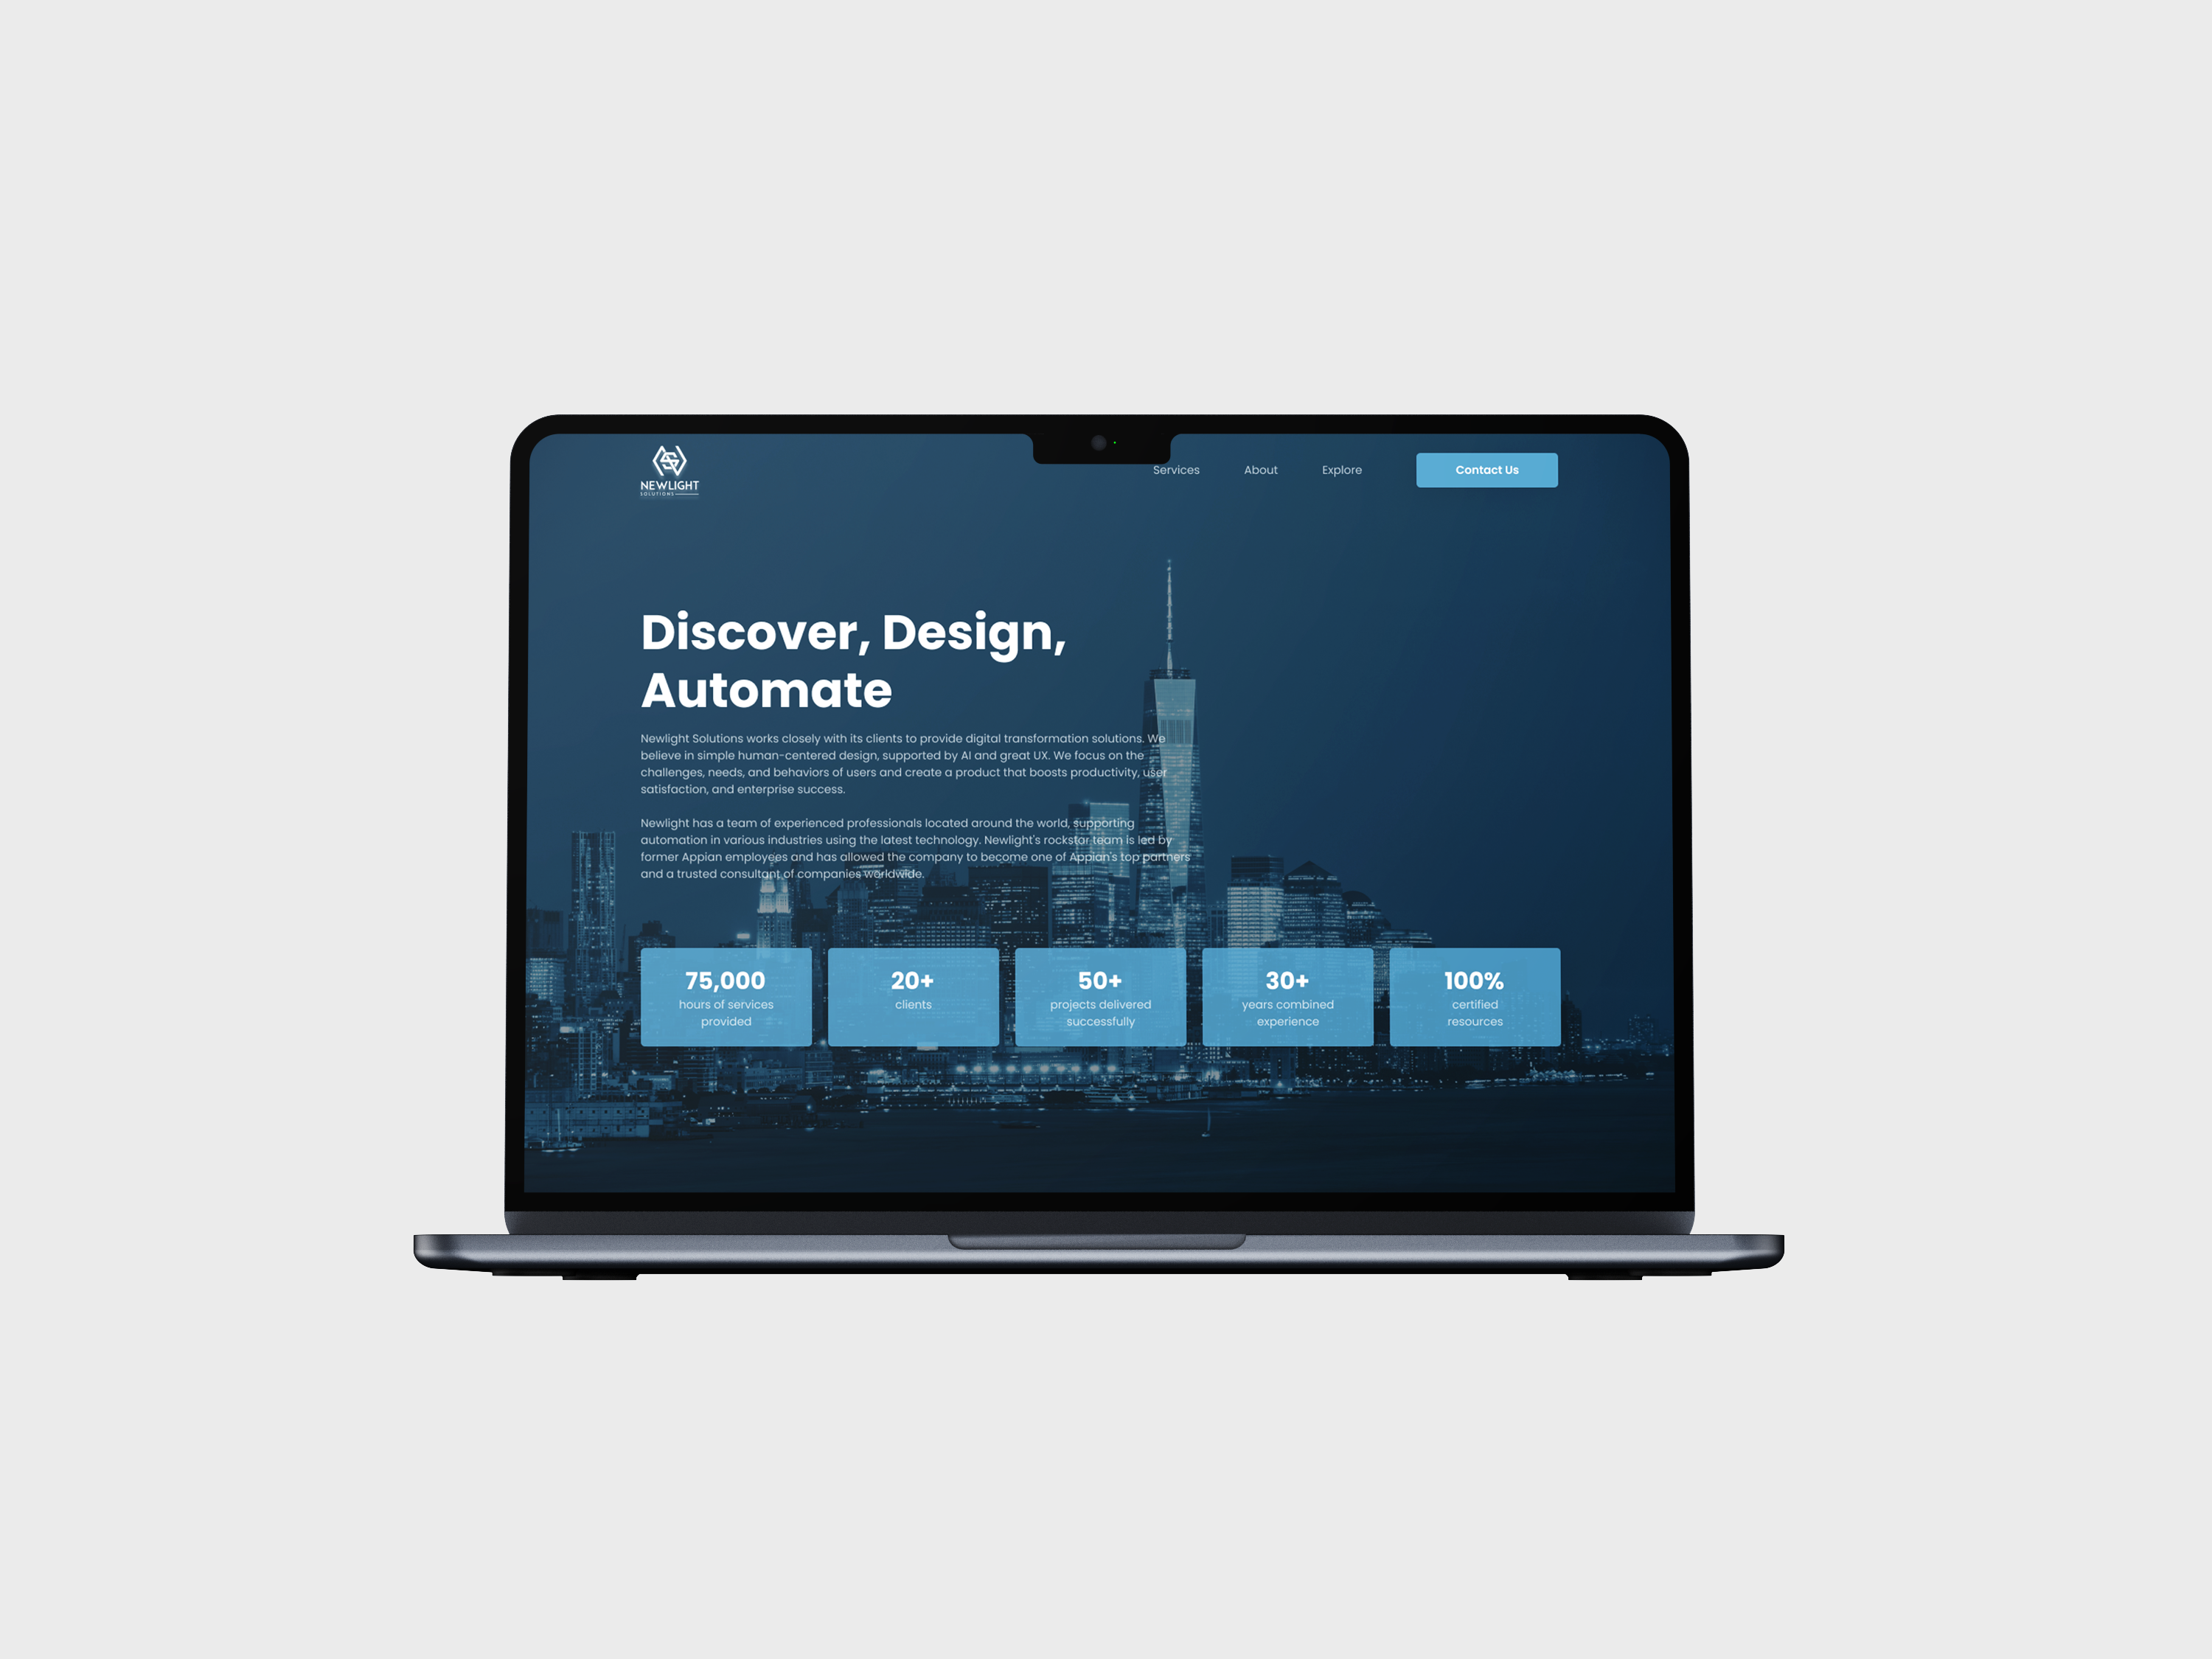 NEWLIGHT
SOLUTIONS
Services About Explore Contact Us
Discover, Design,
Automate
Newlight Solutions works closely with its clients to provide digital transformation solutions. We
believe in simple human-centered design, supported by AI and great UX. We focus on the
challenges, needs, and behaviors of users and create a product that boosts productivity, user
satisfaction, and enterprise success.
Newlight has a team of experienced professionals located around the world, supporting
automation in various industries using the latest technology. Newlight's rockstar team is led by
former Appian employees and has allowed the company to become one of Appian's top partners
and a trusted consultant of companies worldwide.
75,000
hours of services
provided
20+
clients
50+
projects delivered
successfully
30+
years combined
experience
100%
certified
resources